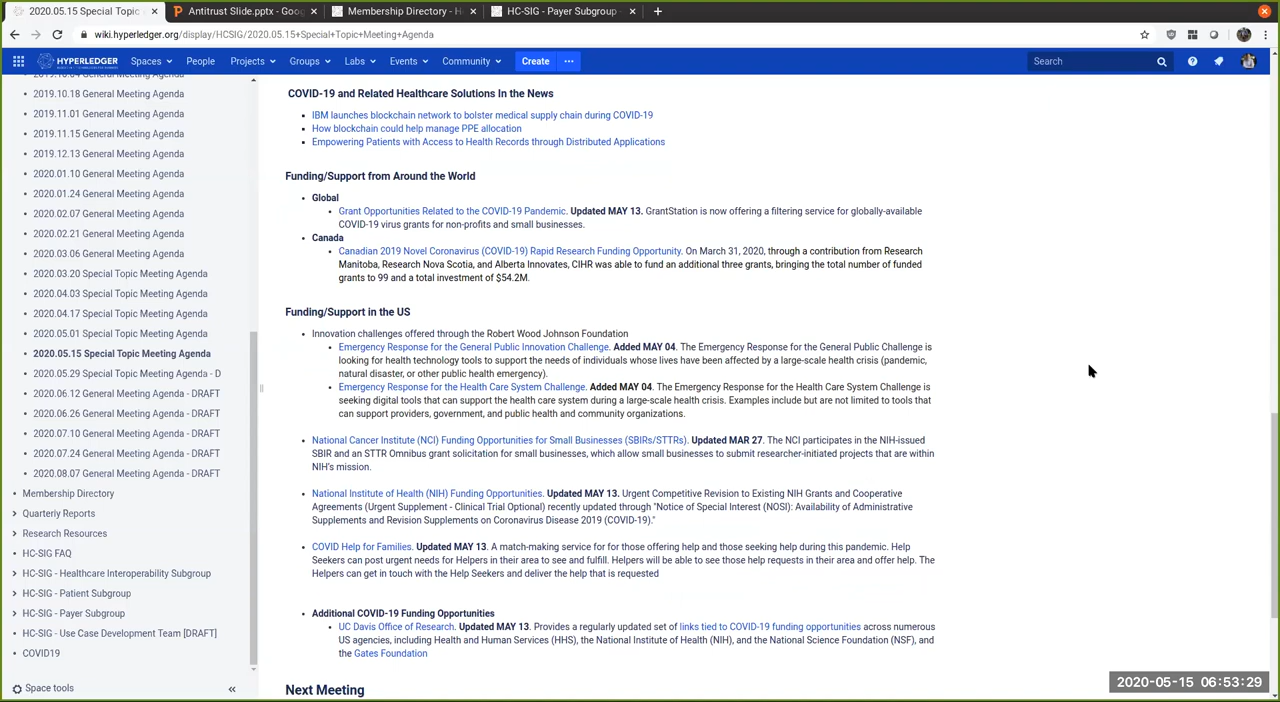 2020.05.15 Special Topic
Antitrust Slide.pptx - Goo
Membership Directory - H
HC-SIG - Payer Subgroup
wiki.hyperledger.org/display/HCSIG/2020.05.15+Special+Topic+Meeting+Agenda
HYPERLEDGER
Spaces
People
Projects
Groups
Labs
Events
Community
Create
Search
2019.10.04 General Meeting Agenda
2019.10.18 General Meeting Agenda
2019.11.01 General Meeting Agenda
2019.11.15 General Meeting Agenda
2019.12.13 General Meeting Agenda
2020.01.10 General Meeting Agenda
2020.01.24 General Meeting Agenda
2020.02.07 General Meeting Agenda
2020.02.21 General Meeting Agenda
2020.03.06 General Meeting Agenda
2020.03.20 Special Topic Meeting Agenda
2020.04.03 Special Topic Meeting Agenda
2020.04.17 Special Topic Meeting Agenda
2020.05.01 Special Topic Meeting Agenda
2020.05.15 Special Topic Meeting Agenda
2020.05.29 Special Topic Meeting Agenda - D
2020.06.12 General Meeting Agenda - DRAFT
2020.06.26 General Meeting Agenda - DRAFT
2020.07.10 General Meeting Agenda - DRAFT
2020.07.24 General Meeting Agenda - DRAFT
2020.08.07 General Meeting Agenda - DRAFT
Membership Directory
Quarterly Reports
Research Resources
HC-SIG FAQ
HC-SIG - Healthcare Interoperability Subgroup
HC-SIG - Patient Subgroup
HC-SIG - Payer Subgroup
HC-SIG - Use Case Development Team [DRAFT]
COVID19
Space tools
COVID-19 and Related Healthcare Solutions In the News
IBM launches blockchain network to bolster medical supply chain during COVID-19
How blockchain could help manage PPE allocation
Empowering Patients with Access to Health Records through Distributed Applications
Funding/Support from Around the World
Global
Grant Opportunities Related to the COVID-19 Pandemic. Updated MAY 13. GrantStation is now offering a filtering service for globally-available
COVID-19 virus grants for non-profits and small businesses.
Canada
Canadian 2019 Novel Coronavirus (COVID-19) Rapid Research Funding Opportunity. On March 31, 2020, through a contribution from Research
Manitoba, Research Nova Scotia, and Alberta Innovates, CIHR was able to fund an additional three grants, bringing the total number of funded
grants to 99 and a total investment of $54.2M.
Funding/Support in the US
Innovation challenges offered through the Robert Wood Johnson Foundation
Emergency Response for the General Public Innovation Challenge. Added MAY 04. The Emergency Response for the General Public Challenge is
looking for health technology tools to support the needs of individuals whose lives have been affected by a large-scale health crisis (pandemic,
natural disaster, or other public health emergency).
Emergency Response for the Health Care System Challenge. Added MAY 04. The Emergency Response for the Health Care System Challenge is
seeking digital tools that can support the health care system during a large-scale health crisis. Examples include but are not limited to tools that
can support providers, government, and public health and community organizations.
National Cancer Institute (NCI) Funding Opportunities for Small Businesses (SBIRs/STTRs). Updated MAR 27. The NCI participates in the NIH-issued
SBIR and an STTR Omnibus grant solicitation for small businesses, which allow small businesses to submit researcher-initiated projects that are within
NIH's mission.
National Institute of Health (NIH) Funding Opportunities. Updated MAY 13. Urgent Competitive Revision to Existing NIH Grants and Cooperative
Agreements (Urgent Supplement - Clinical Trial Optional) recently updated through "Notice of Special Interest (NOSI): Availability of Administrative
Supplements and Revision Supplements on Coronavirus Disease 2019 (COVID-19)."
COVID Help for Families. Updated MAY 13. A match-making service for for those offering help and those seeking help during this pandemic. Help
Seekers can post urgent needs for Helpers in their area to see and fulfill. Helpers will be able to see those help requests in their area and offer help. The
Helpers can get in touch with the Help Seekers and deliver the help that is requested
Additional COVID-19 Funding Opportunities
UC Davis Office of Research. Updated MAY 13. Provides a regularly updated set of links tied to COVID-19 funding opportunities across numerous
US agencies, including Health and Human Services (HHS), the National Institute of Health (NIH), and the National Science Foundation (NSF), and
the Gates Foundation
Next Meeting
2020-05-15 06:53:29